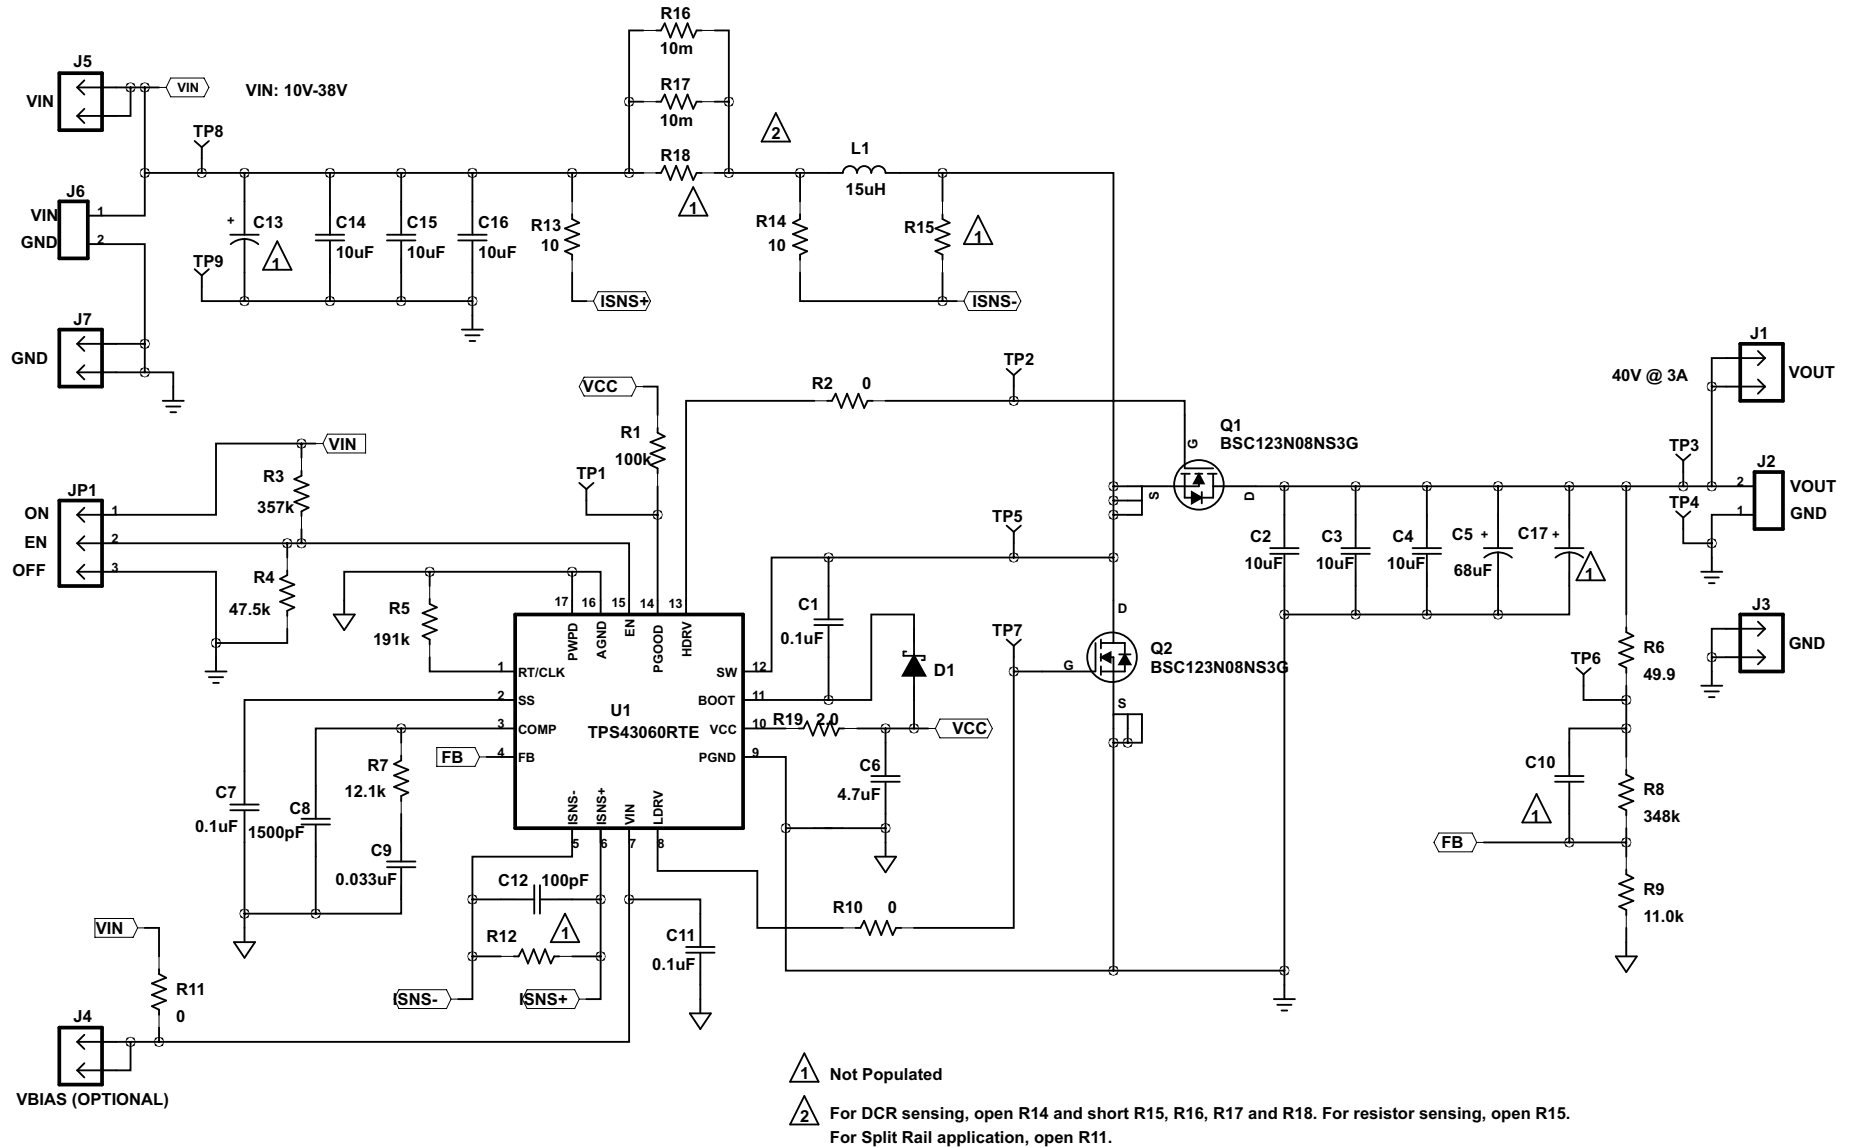 R16
10m
J5
VIN
VIN
VIN: 10V-38V
R17
10m
TP8
2
R18
L1
15uH
1
J6
VIN
1
GND
2
+
C13
1
C14
10uF
C15
10uF
C16
10uF
R13
10
R14
10
R15
1
TP9
ISNS+
ISNS-
J7
GND
J1
VOUT
40V @ 3A
TP2
VCC
R2
0
R1
100k
Q1
BSC123N08NS3G
G
S
D
TP3
TP4
J2
2
VOUT
1
GND
VIN
R3
357k
TP1
JP1
ON
1
EN
2
OFF
3
TP5
C2
10uF
C3
10uF
C4
10uF
C5
+
68uF
C17
+
1
R4
47.5k
R5
191k
17
16
15
14
13
PWPD
AGND
EN
PGOOD
HDRV
C1
0.1uF
D
TP7
G
Q2
BSC123N08NS3G
S
J3
GND
R6
49.9
TP6
1
RT/CLK
2
SS
3
COMP
4
FB
FB
U1
TPS43060RTE
SW
12
BOOT
11
VCC
10
PGND
9
D1
R19
2.0
VCC
C6
4.7uF
ISNS-
ISNS+
VIN
LDRV
5
6
7
8
C7
0.1uF
C8
1500pF
R7
12.1k
C9
0.033uF
C10
1
R8
348k
FB
R9
11.0k
C12
100pF
R12
1
C11
0.1uF
R10
0
VIN
R11
0
ISNS-
ISNS+
J4
VBIAS (OPTIONAL)
1
Not Populated
2
For DCR sensing, open R14 and short R15, R16, R17 and R18. For resistor sensing, open R15.
For Split Rail application, open R11.